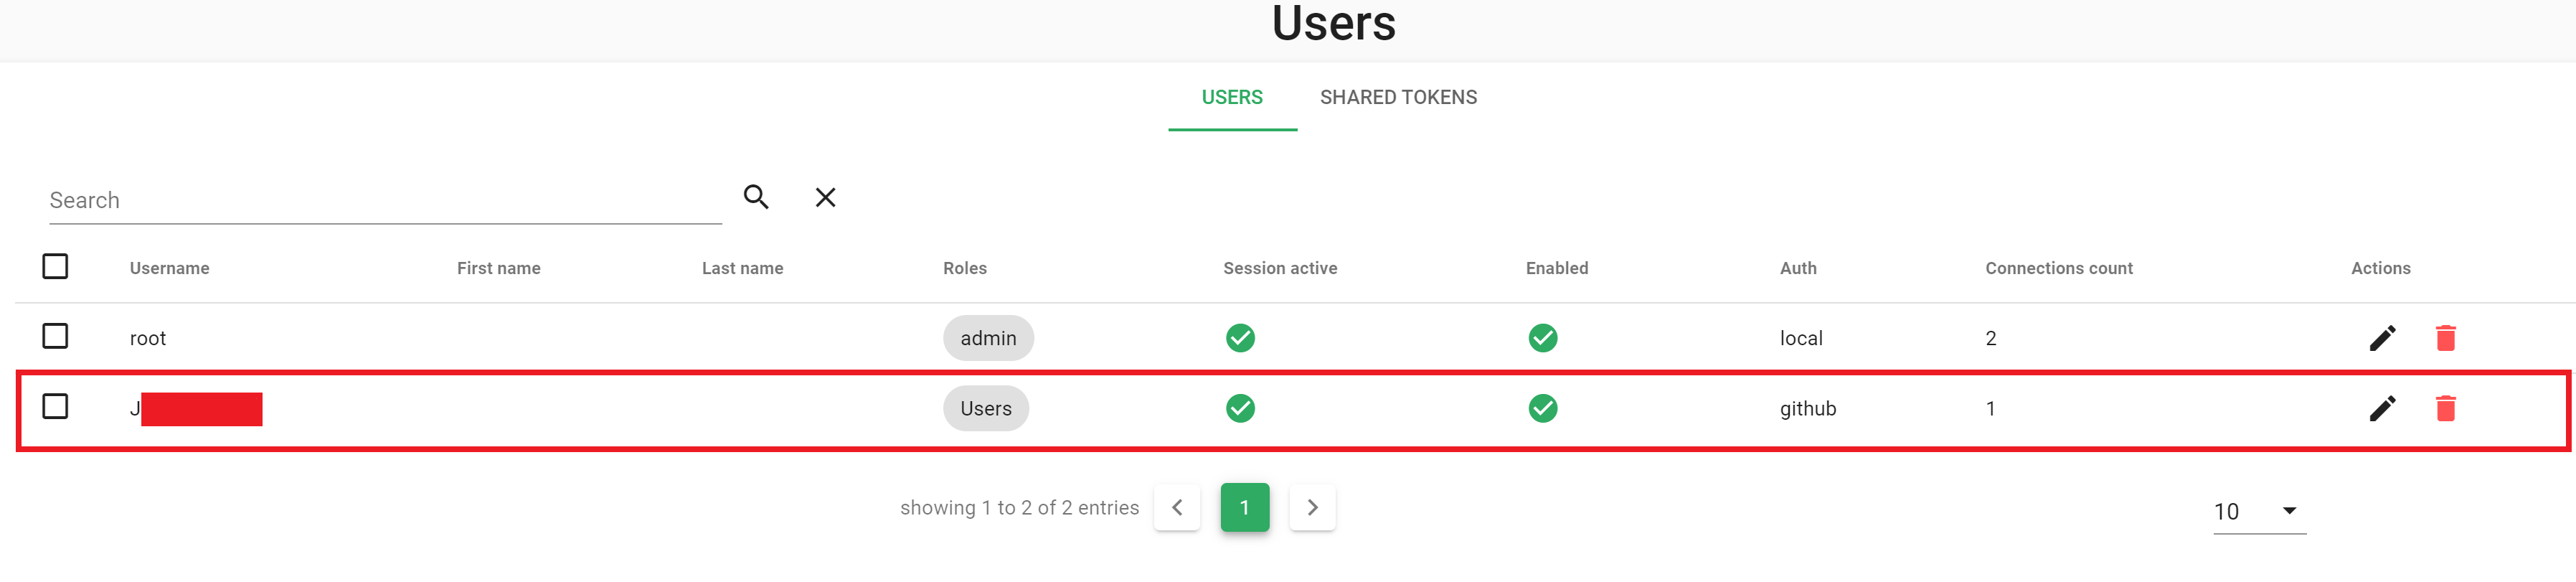 Users
USERS SHARED TOKENS
Search
Username First name Last name Roles Session active Enabled Auth Connections count Actions
root admin local 2
J Users github 1
showing 1 to 2 of 2 entries 1 10